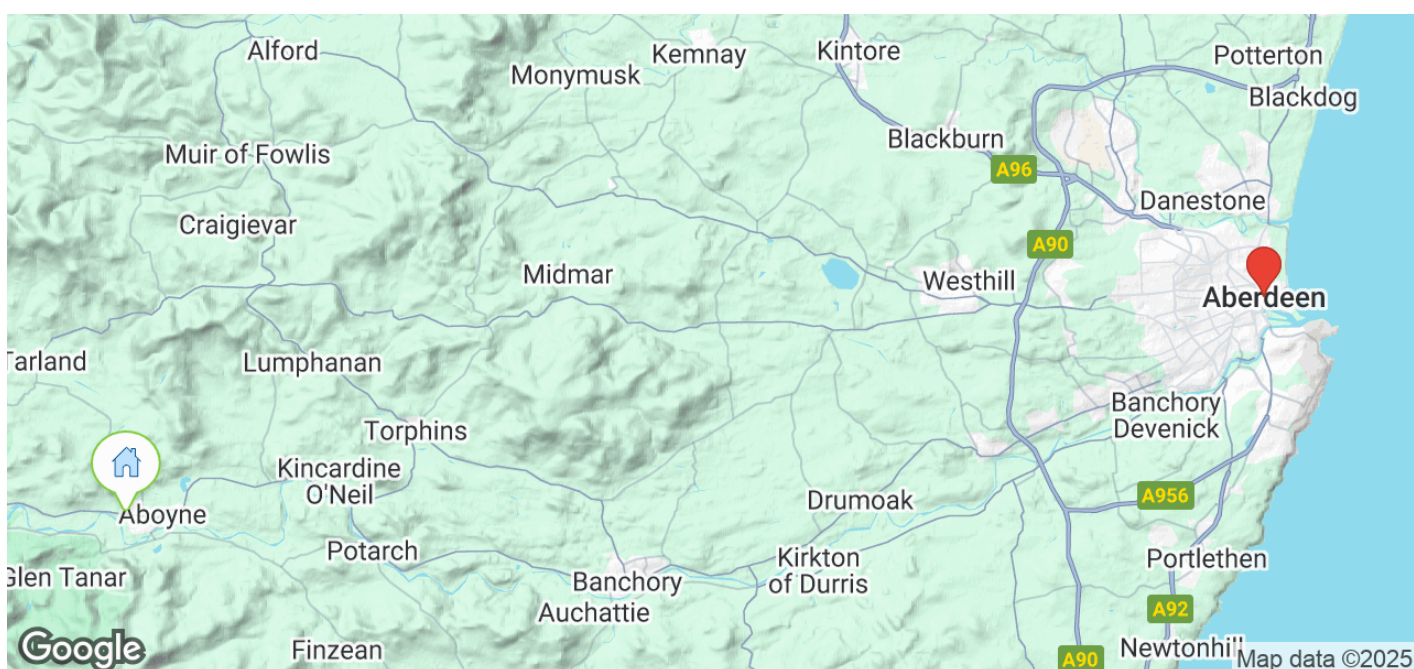 Alford
Kemnay
Kintore
Potterton
Monymusk
Blackdog
Blackburn
Muir of Fowlis
A96
Danestone
Craigievar
A90
Midmar
Westhill
Aberdeen
Tarland
Lumphanan
Banchory
Devenick
Torphins
Kincardine
O'Neil
A956
Drumoak
Aboyne
Potarch
Kirkton
of Durris
Portlethen
Glen Tanar
Banchory
Auchattie
A92
Finzean
Newtonhill
A90
Google
Map data ©2025